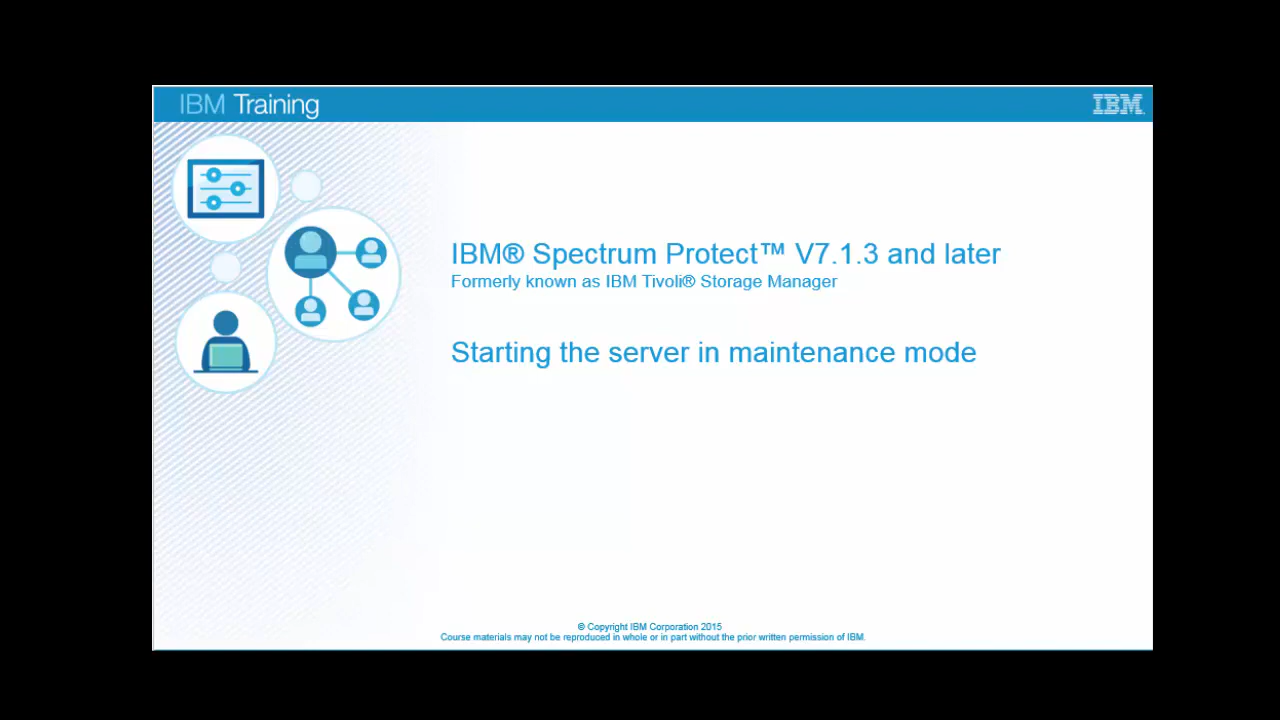 IBM Training
IBM
IBM® Spectrum Protect™ V7.1.3 and later
Formerly known as IBM Tivoli® Storage Manager
Starting the server in maintenance mode
© Copyright IBM Corporation 2015
Course materials may not be reproduced in whole or in part without the prior written permission of IBM.